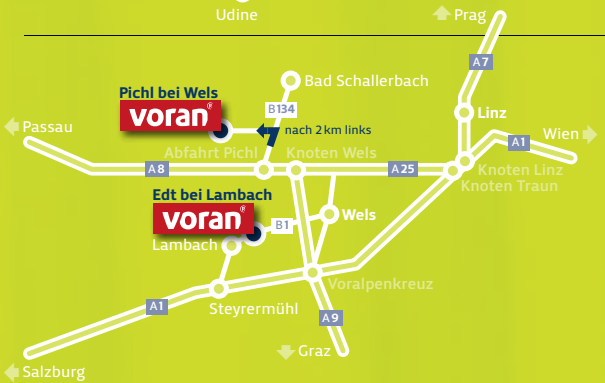 Udine
Prag
A7
Pichl bei Wels
voran®
Bad Schallerbach
B134
nach 2 km links
Linz
Passau
Wien
A1
Abfahrt Pichl
Knoten Wels
A8
A25
Knoten Linz
Knoten Traun
Edt bei Lambach
voran®
B1
Wels
Lambach
Voralpenkreuz
A1
Steyrermühl
A9
Graz
Salzburg